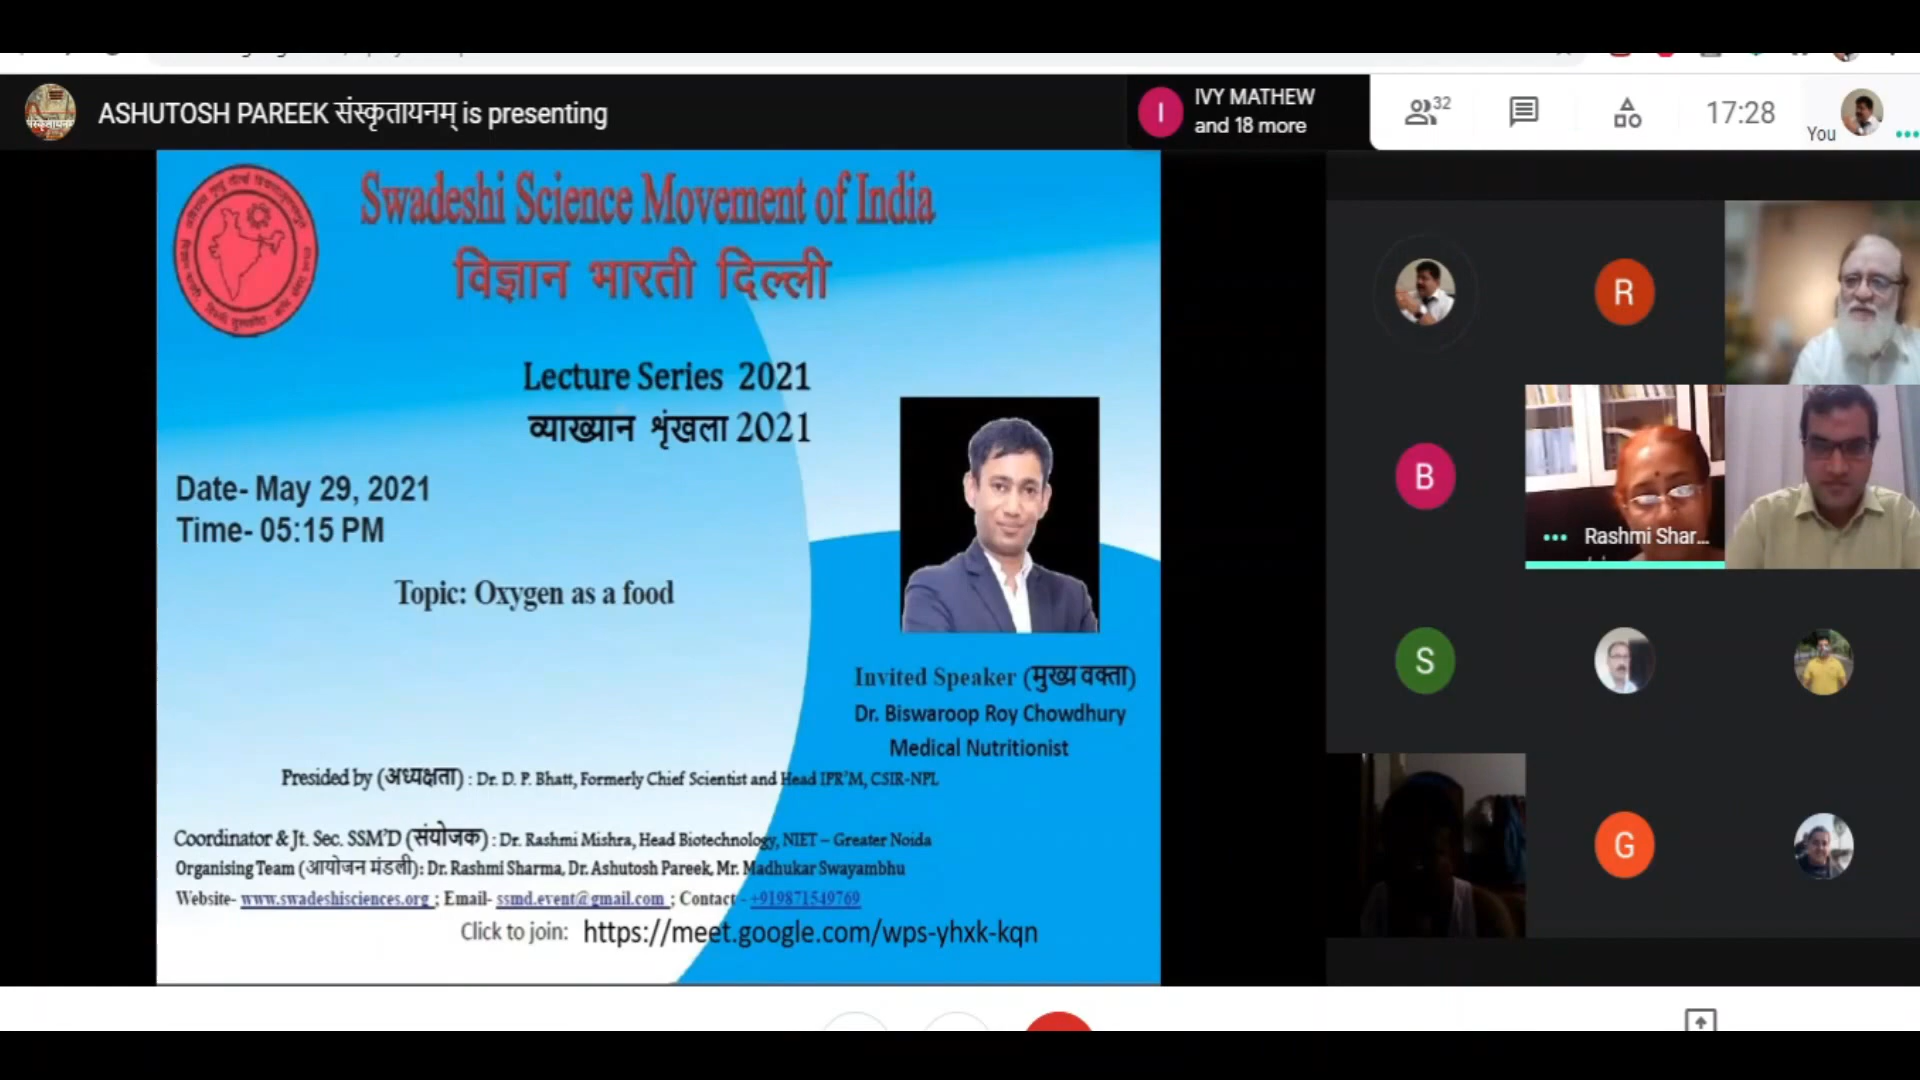 ASHUTOSH PAREEK संस्कृतायनम् is presenting
I
IVY MATHEW
and 18 more
32
17:28
You
Swadeshi Science Movement of India
विज्ञान भारती दिल्ली
Lecture Series 2021
व्याख्यान श्रृंखला 2021
Date- May 29, 2021
Time- 05:15 PM
Topic: Oxygen as a food
Invited Speaker (मुख्य वक्ता)
Dr. Biswaroop Roy Chowdhury
Medical Nutritionist
Presided by (अध्यक्षता) : Dr. D. P. Bhatt, Formerly Chief Scientist and Head IPR'M, CSIR-NPL
Coordinator & Jt. Sec. SSM'D (संयोजक) : Dr. Rashmi Mishra, Head Biotechnology, NIET – Greater Noida
Organising Team (आयोजन मंडली): Dr. Rashmi Sharma, Dr. Ashutosh Pareek, Mr. Madhukar Swayambhu
Website- www.swadeshisciences.org ; Email- ssmd.event@gmail.com ; Contact - +919871549769
Click to join: https://meet.google.com/wps-yhxk-kqn
R
B
Rashmi Shar...
S
G